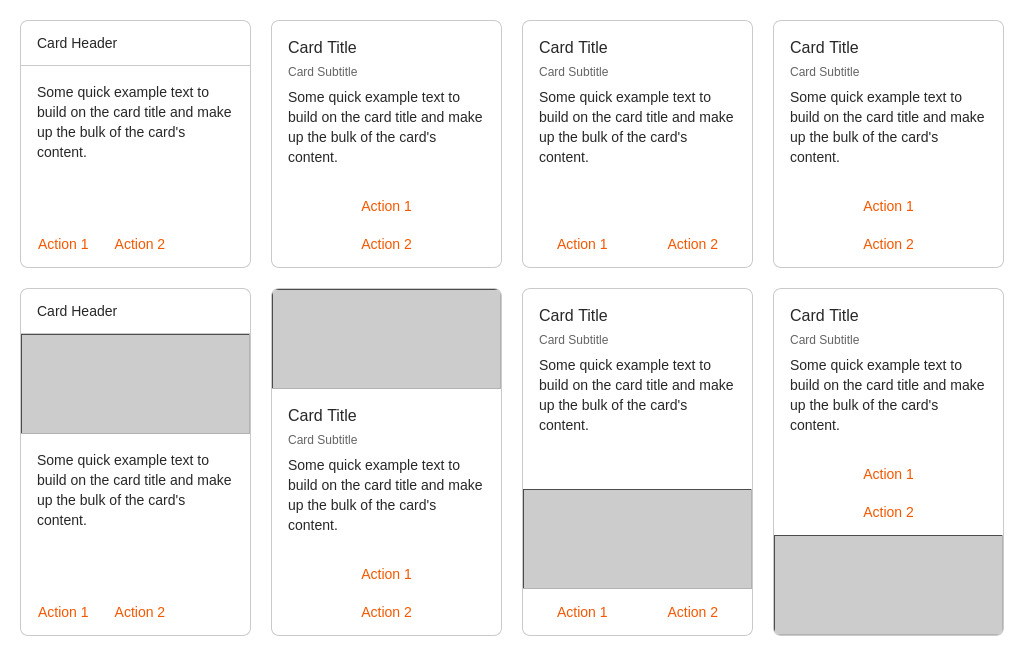 Card Header
Some quick example text to
build on the card title and make
up the bulk of the card's
content.
Action 1 Action 2
Card Title
Card Subtitle
Some quick example text to
build on the card title and make
up the bulk of the card's
content.
Action 1
Action 2
Card Title
Card Subtitle
Some quick example text to
build on the card title and make
up the bulk of the card's
content.
Action 1 Action 2
Card Title
Card Subtitle
Some quick example text to
build on the card title and make
up the bulk of the card's
content.
Action 1
Action 2
Card Header
Some quick example text to
build on the card title and make
up the bulk of the card's
content.
Action 1 Action 2
Card Title
Card Subtitle
Some quick example text to
build on the card title and make
up the bulk of the card's
content.
Action 1
Action 2
Card Title
Card Subtitle
Some quick example text to
build on the card title and make
up the bulk of the card's
content.
Action 1 Action 2
Card Title
Card Subtitle
Some quick example text to
build on the card title and make
up the bulk of the card's
content.
Action 1
Action 2